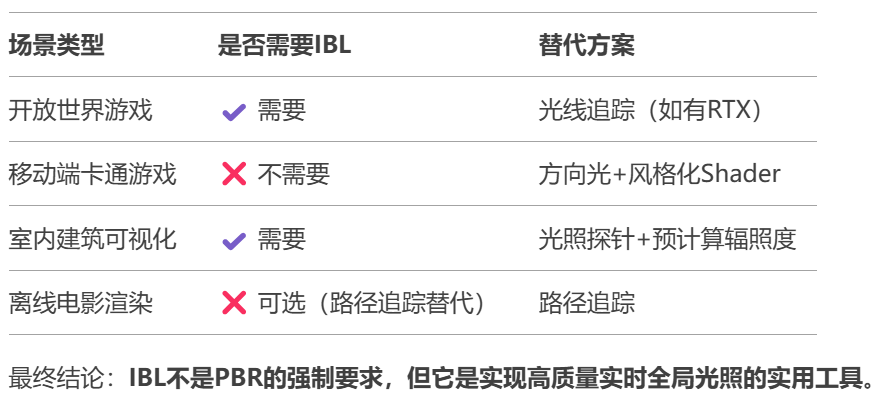 场景类型 是否需要IBL 替代方案
开放世界游戏 ✔ 需要 光线追踪（如有RTX）
移动端卡通游戏 ❌ 不需要 方向光+风格化Shader
室内建筑可视化 ✔ 需要 光照探针+预计算辐照度
离线电影渲染 ❌ 可选（路径追踪替代） 路径追踪
最终结论：IBL不是PBR的强制要求，但它是实现高质量实时全局光照的实用工具。